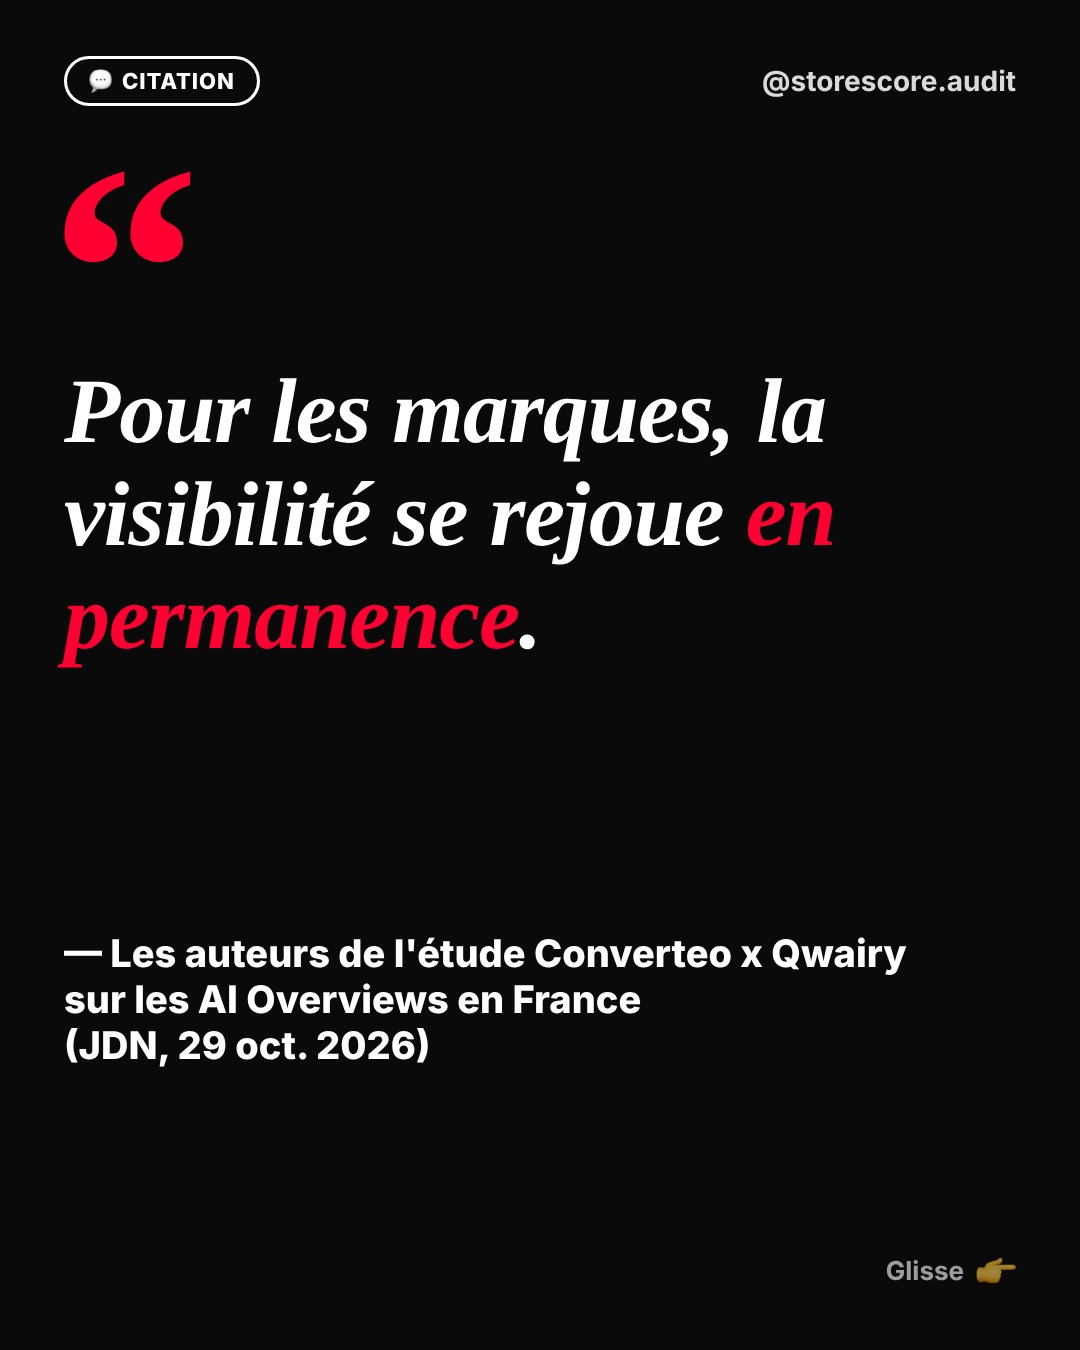 💬 CITATION
@storescore.audit
“
Pour les marques, la
visibilité se rejoue en
permanence.
— Les auteurs de l'étude Converteo x Qwairy
sur les AI Overviews en France
(JDN, 29 oct. 2026)
Glisse 👉